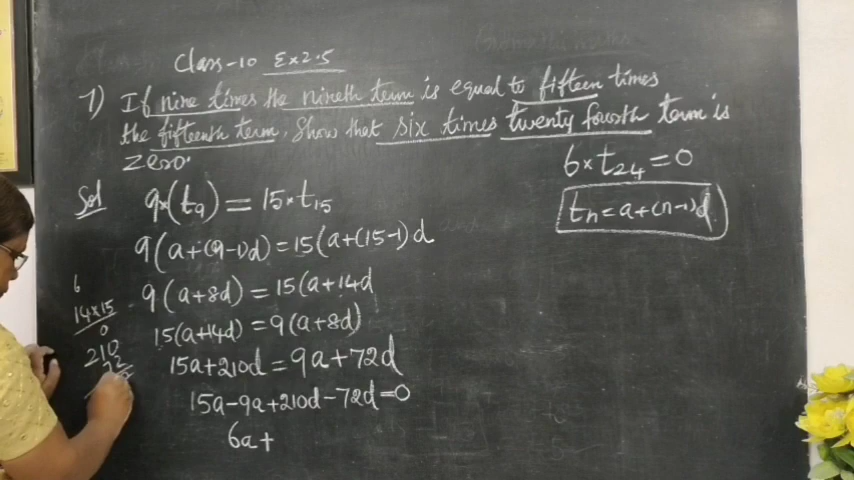 Class-10 Ex 2.5
7) If nine times the nineth term is equal to fifteen times
the fifteenth term, Show that six times twenty fourth term is
Zero.
6×t₂₄=0
tn=a+(n-1)d
Sol 9×(t₉)=15×t₁₅
9(a+(9-1)d)=15(a+(15-1)d
9(a+8d)=15(a+14d
15(a+14d)=9(a+8d)
15a+210d=9a+72d
15a-9a+210d-72d=0
6a+
6
14×15
0
210
72